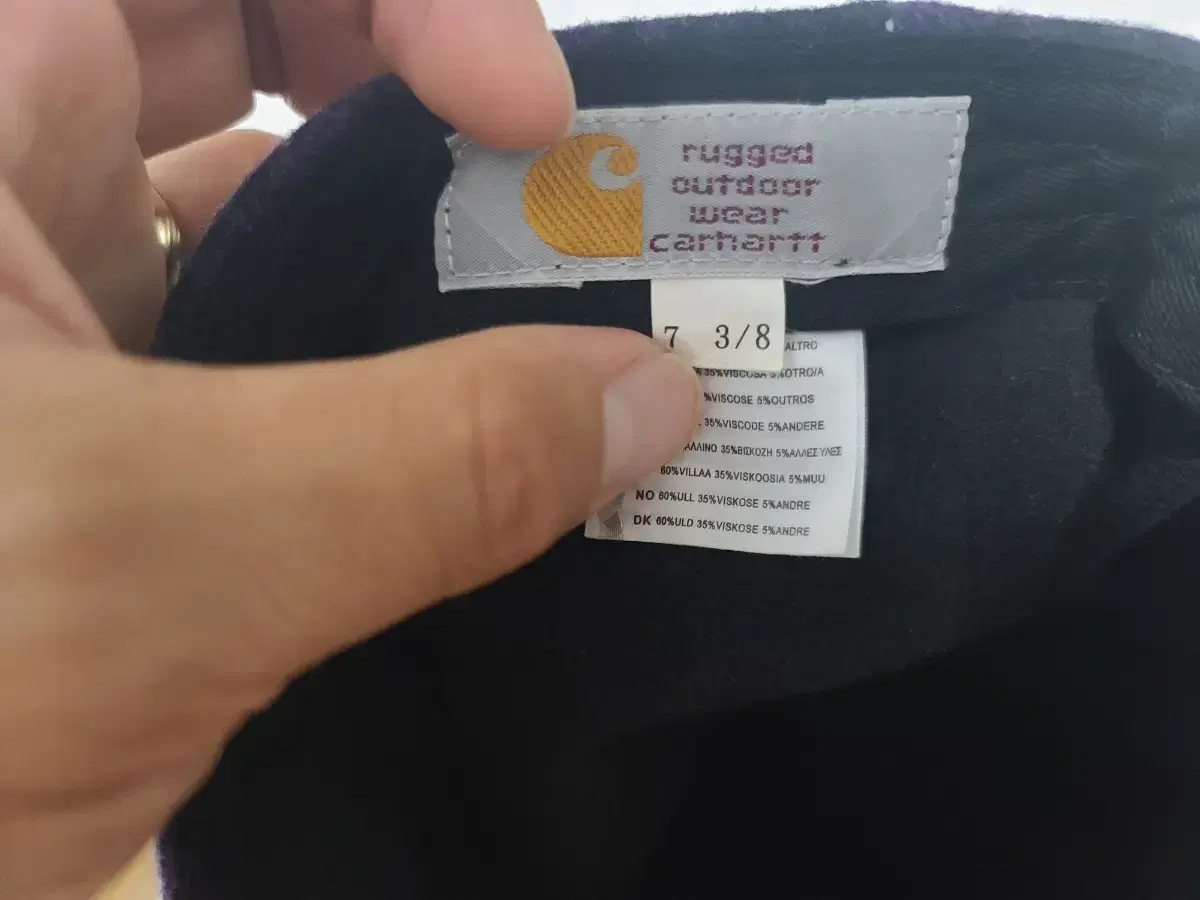 rugged
outdoor
wear
carhartt
7 3/8
ALTRO
35%VISCOSA 5%OTRO/A
%VISCOSE 5%OUTROS
35%VISCODE 5%ANDERE
ΑΛΛΙΝΟ 35%ΒΙΣΚΟΖΗ 5%ΑΛΛΕΣ ΥΛΕΣ
60%VILLAA 35%VISKOOSIA 5%MUU
NO 60%ULL 35%VISKOSE 5%ANDRE
DK 60%ULD 35%VISKOSE 5%ANDRE